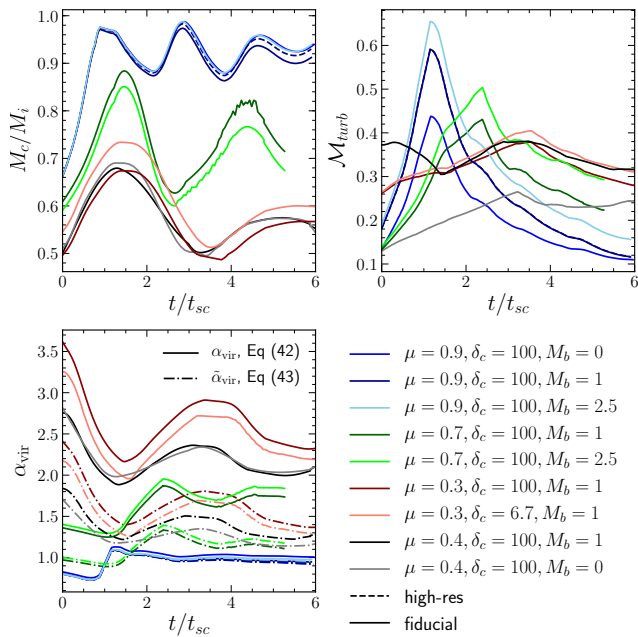 1.0
0.9
0.8
0.7
0.6
0.5
M_c/M_i
0 2 4 6
t/t_sc
0.6
0.5
0.4
0.3
0.2
0.1
ℳ_turb
0 2 4 6
t/t_sc
3.5
3.0
2.5
2.0
1.5
1.0
α_vir
α_vir, Eq (42)
α̃_vir, Eq (43)
0 2 4 6
t/t_sc
μ = 0.9, δ_c = 100, M_b = 0
μ = 0.9, δ_c = 100, M_b = 1
μ = 0.9, δ_c = 100, M_b = 2.5
μ = 0.7, δ_c = 100, M_b = 1
μ = 0.7, δ_c = 100, M_b = 2.5
μ = 0.3, δ_c = 100, M_b = 1
μ = 0.3, δ_c = 6.7, M_b = 1
μ = 0.4, δ_c = 100, M_b = 1
μ = 0.4, δ_c = 100, M_b = 0
high-res
fiducial